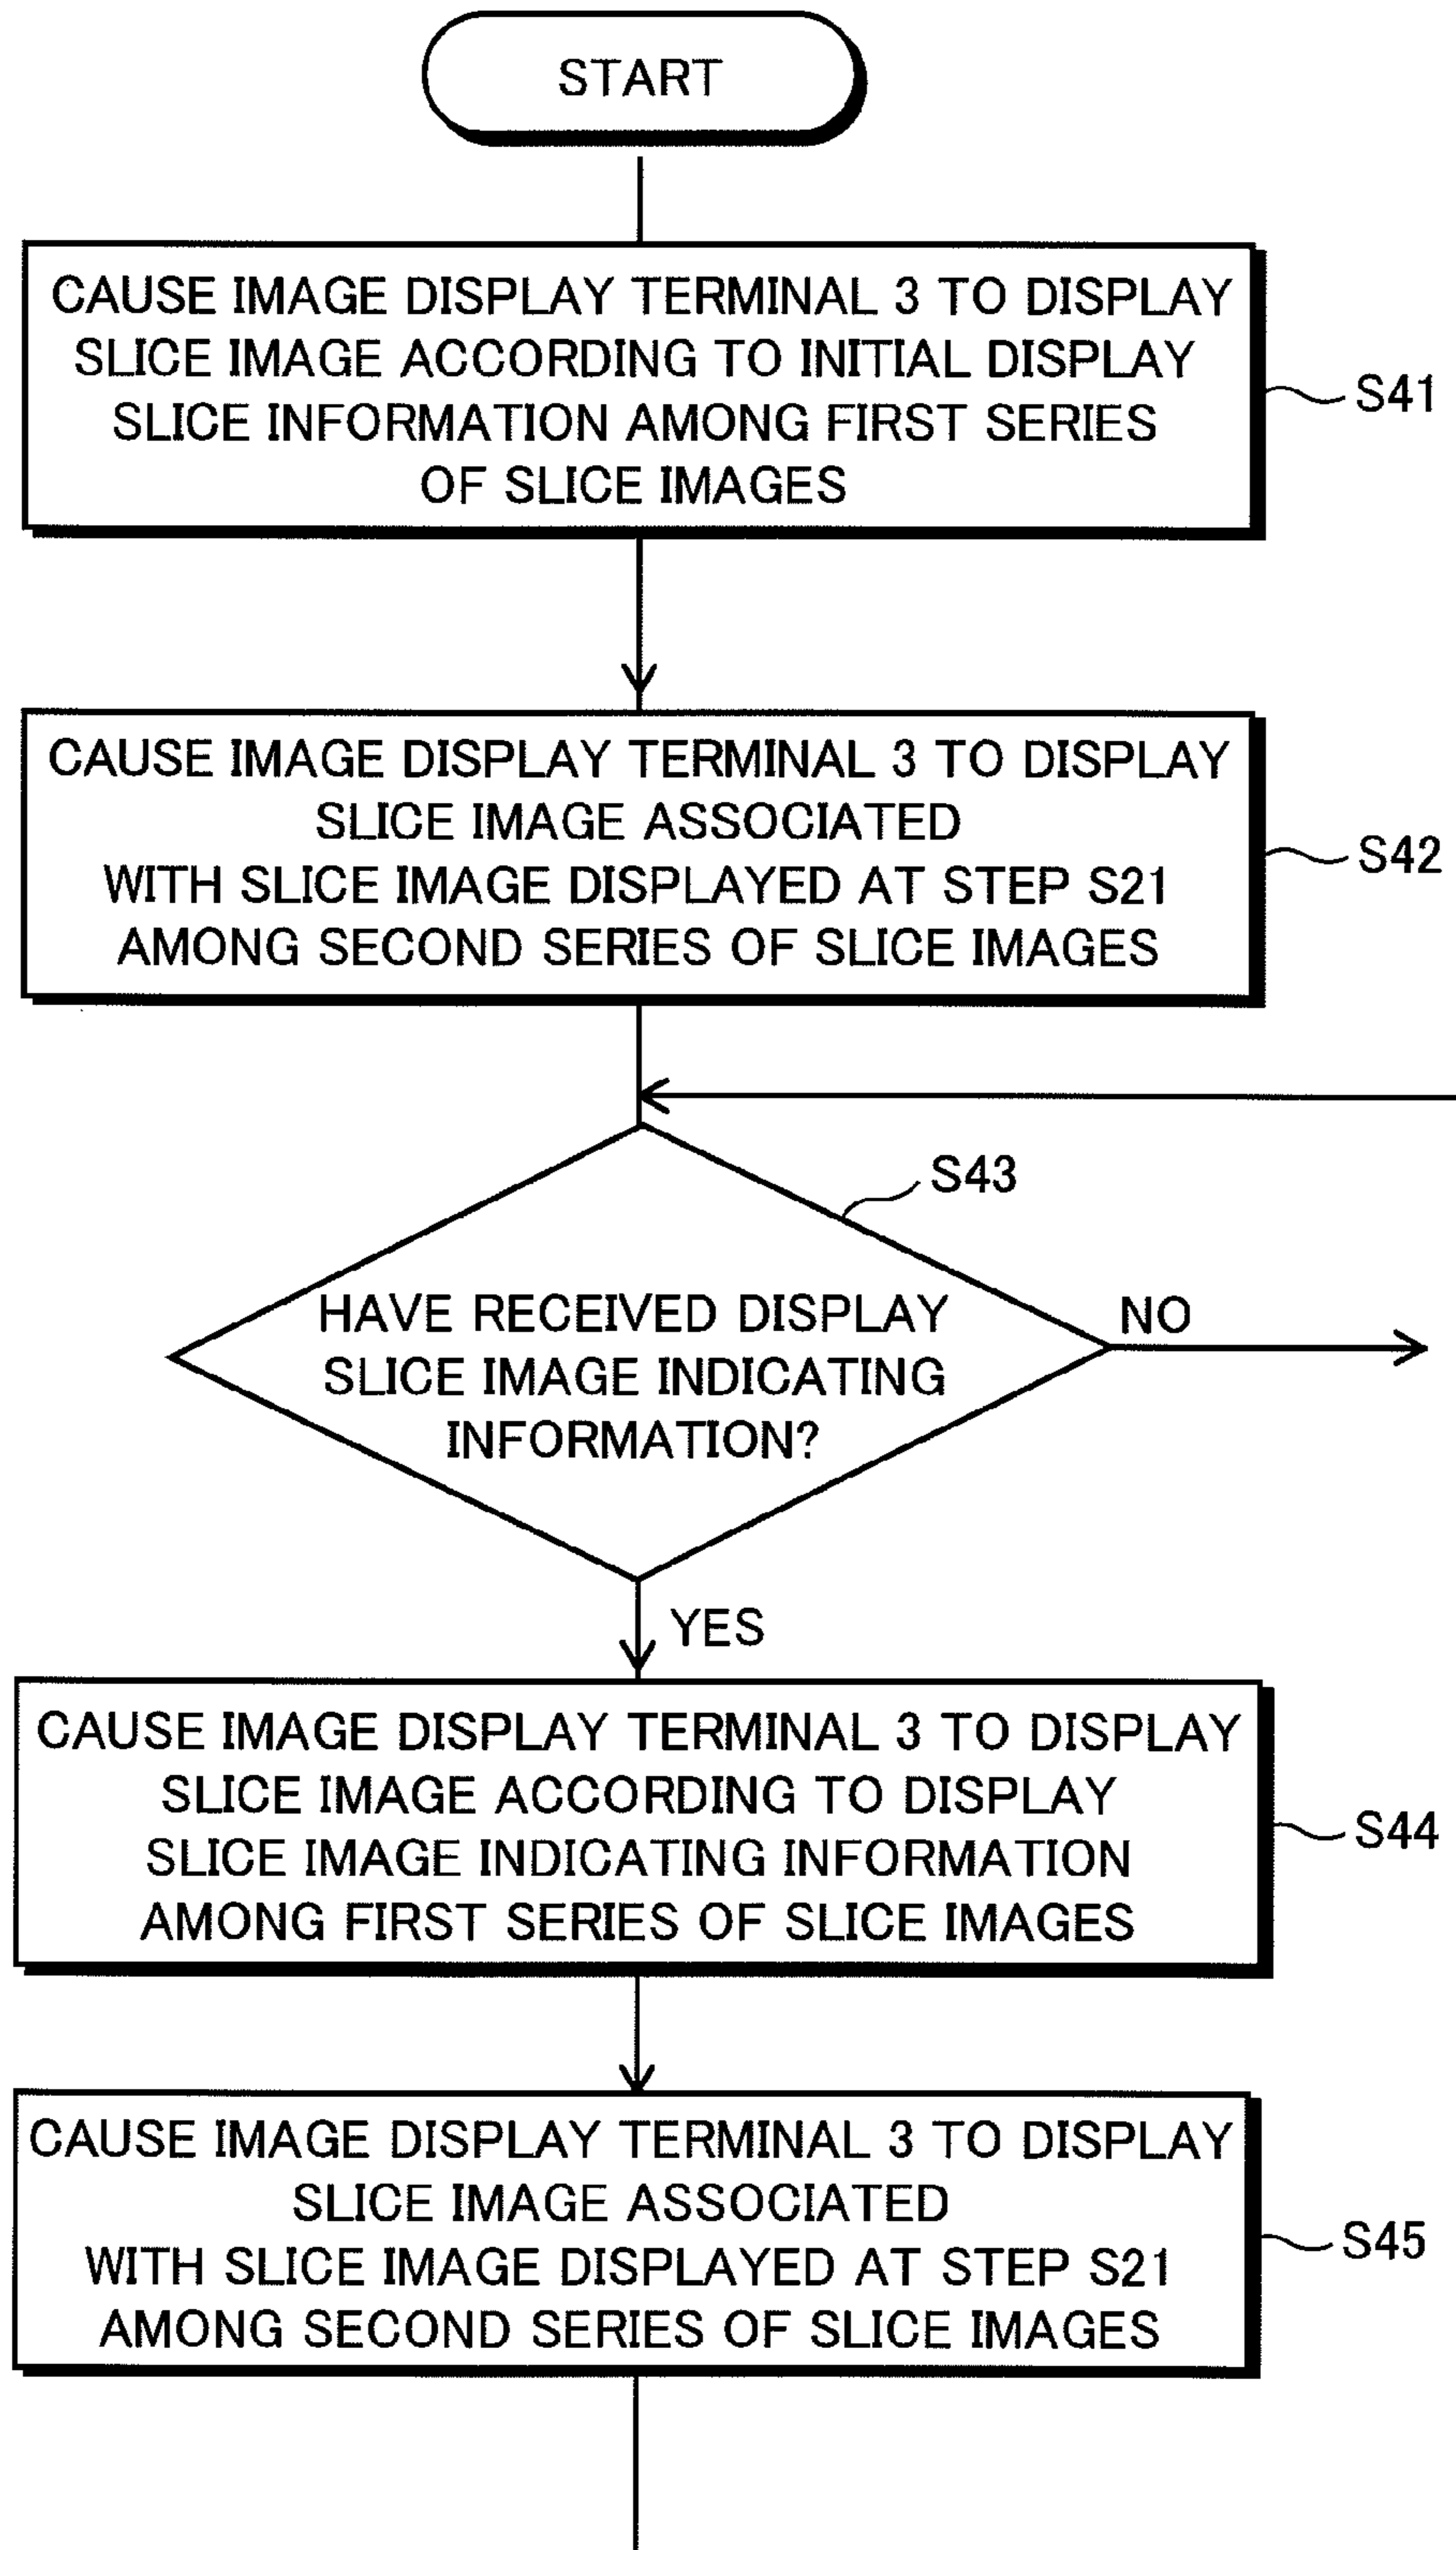 START
CAUSE IMAGE DISPLAY TERMINAL 3 TO DISPLAY
SLICE IMAGE ACCORDING TO INITIAL DISPLAY
SLICE INFORMATION AMONG FIRST SERIES
OF SLICE IMAGES
S41
CAUSE IMAGE DISPLAY TERMINAL 3 TO DISPLAY
SLICE IMAGE ASSOCIATED
WITH SLICE IMAGE DISPLAYED AT STEP S21
AMONG SECOND SERIES OF SLICE IMAGES
S42
S43
HAVE RECEIVED DISPLAY
SLICE IMAGE INDICATING
INFORMATION?
NO
YES
CAUSE IMAGE DISPLAY TERMINAL 3 TO DISPLAY
SLICE IMAGE ACCORDING TO DISPLAY
SLICE IMAGE INDICATING INFORMATION
AMONG FIRST SERIES OF SLICE IMAGES
S44
CAUSE IMAGE DISPLAY TERMINAL 3 TO DISPLAY
SLICE IMAGE ASSOCIATED
WITH SLICE IMAGE DISPLAYED AT STEP S21
AMONG SECOND SERIES OF SLICE IMAGES
S45